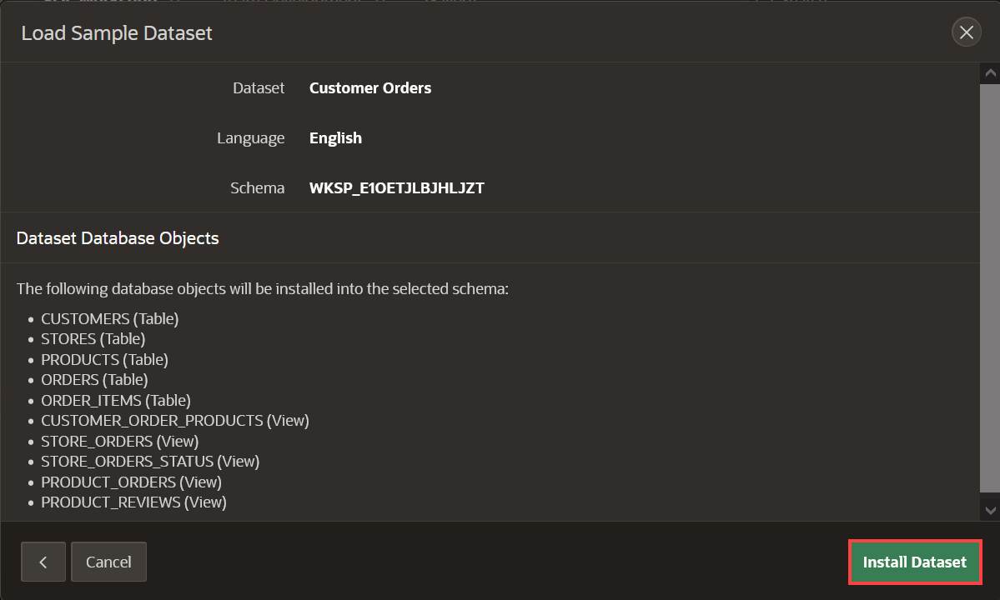 Load Sample Dataset
Dataset Customer Orders
Language English
Schema WKSP_E1OETJLBJHLJZT
Dataset Database Objects
The following database objects will be installed into the selected schema:
• CUSTOMERS (Table)
• STORES (Table)
• PRODUCTS (Table)
• ORDERS (Table)
• ORDER_ITEMS (Table)
• CUSTOMER_ORDER_PRODUCTS (View)
• STORE_ORDERS (View)
• STORE_ORDERS_STATUS (View)
• PRODUCT_ORDERS (View)
• PRODUCT_REVIEWS (View)
Cancel Install Dataset